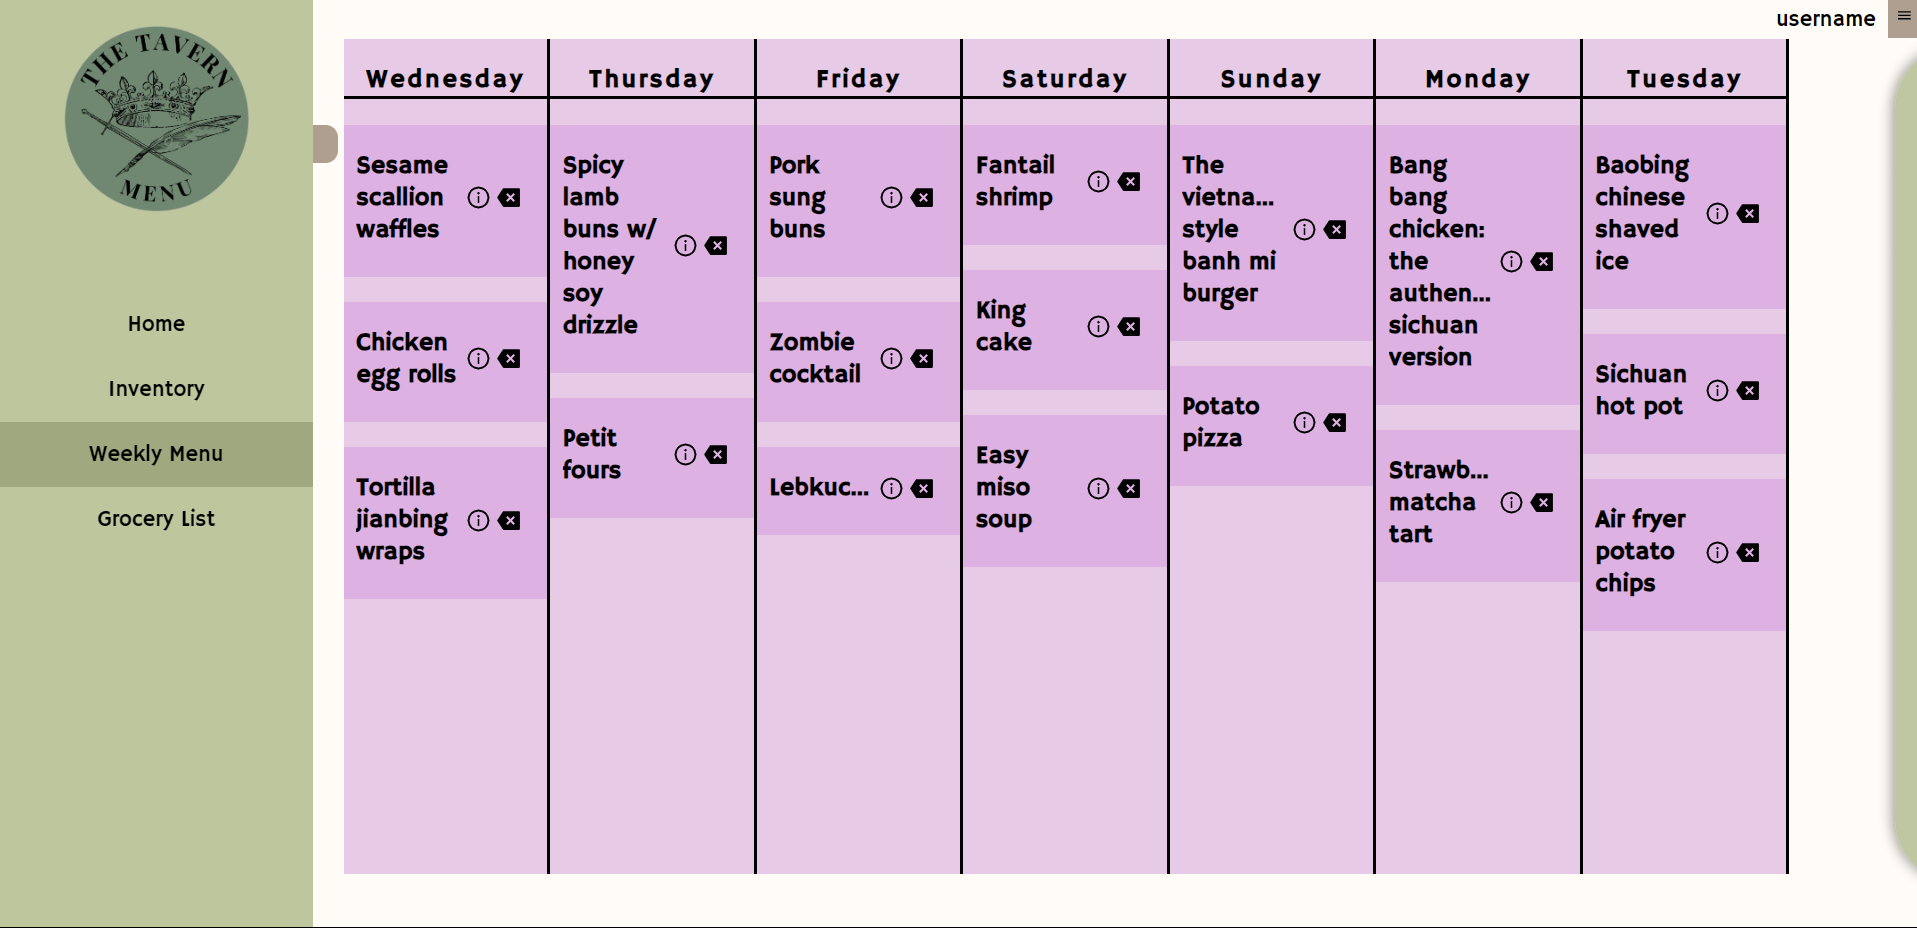 THE TAVERN
MENU
Home
Inventory
Weekly Menu
Grocery List
username
Wednesday
Sesame
scallion
waffles
Chicken
egg rolls
Tortilla
jianbing
wraps
Thursday
Spicy
lamb
buns w/
honey
soy
drizzle
Petit
fours
Friday
Pork
sung
buns
Zombie
cocktail
Lebkuc...
Saturday
Fantail
shrimp
King
cake
Easy
miso
soup
Sunday
The
vietna...
style
banh mi
burger
Potato
pizza
Monday
Bang
bang
chicken:
the
authen...
sichuan
version
Strawb...
matcha
tart
Tuesday
Baobing
chinese
shaved
ice
Sichuan
hot pot
Air fryer
potato
chips